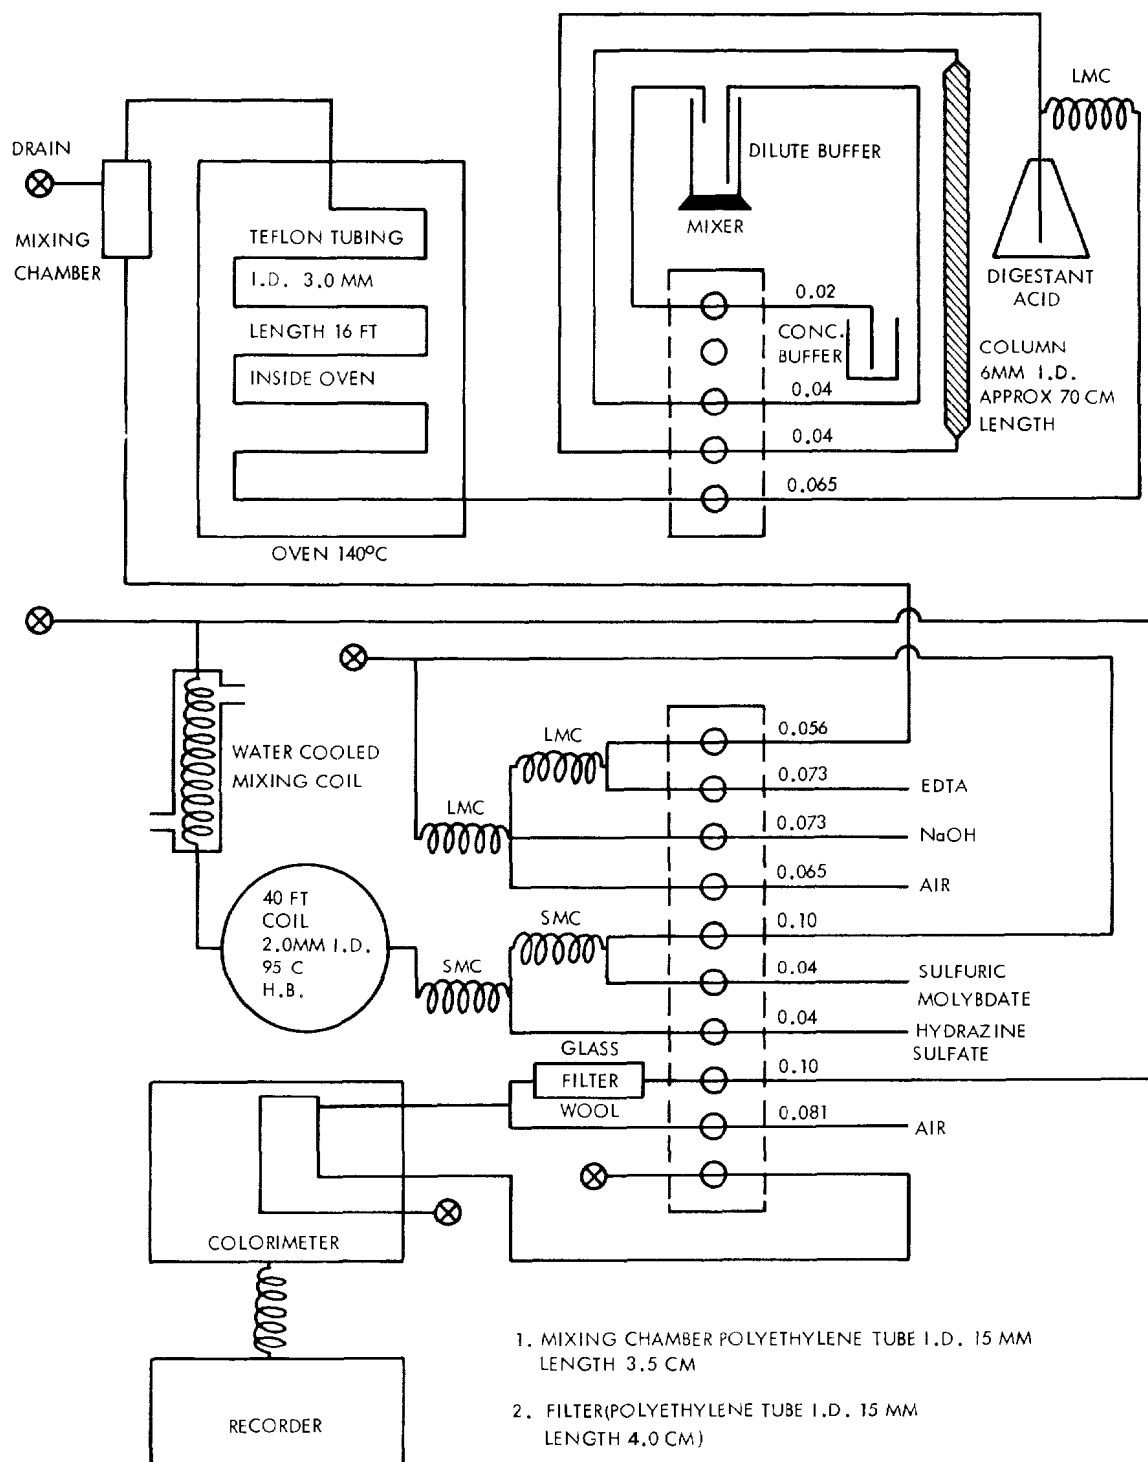 LMC
DRAIN
DILUTE BUFFER
MIXER
MIXING
CHAMBER
TEFLON TUBING
I.D. 3.0 MM
LENGTH 16 FT
INSIDE OVEN
OVEN 140°C
DIGESTANT
ACID
0.02
CONC.
BUFFER
COLUMN
6MM I.D.
APPROX 70 CM
LENGTH
0.04
0.04
0.065
WATER COOLED
MIXING COIL
LMC
LMC
0.056
0.073
EDTA
0.073
NaOH
0.065
AIR
40 FT
COIL
2.0MM I.D.
95 C
H.B.
SMC
SMC
0.10
0.04
SULFURIC
MOLYBDATE
0.04
HYDRAZINE
SULFATE
GLASS
FILTER
WOOL
0.10
0.081
AIR
COLORIMETER
RECORDER
1. MIXING CHAMBER POLYETHYLENE TUBE I.D. 15 MM
LENGTH 3.5 CM
2. FILTER(POLYETHYLENE TUBE I.D. 15 MM
LENGTH 4.0 CM)